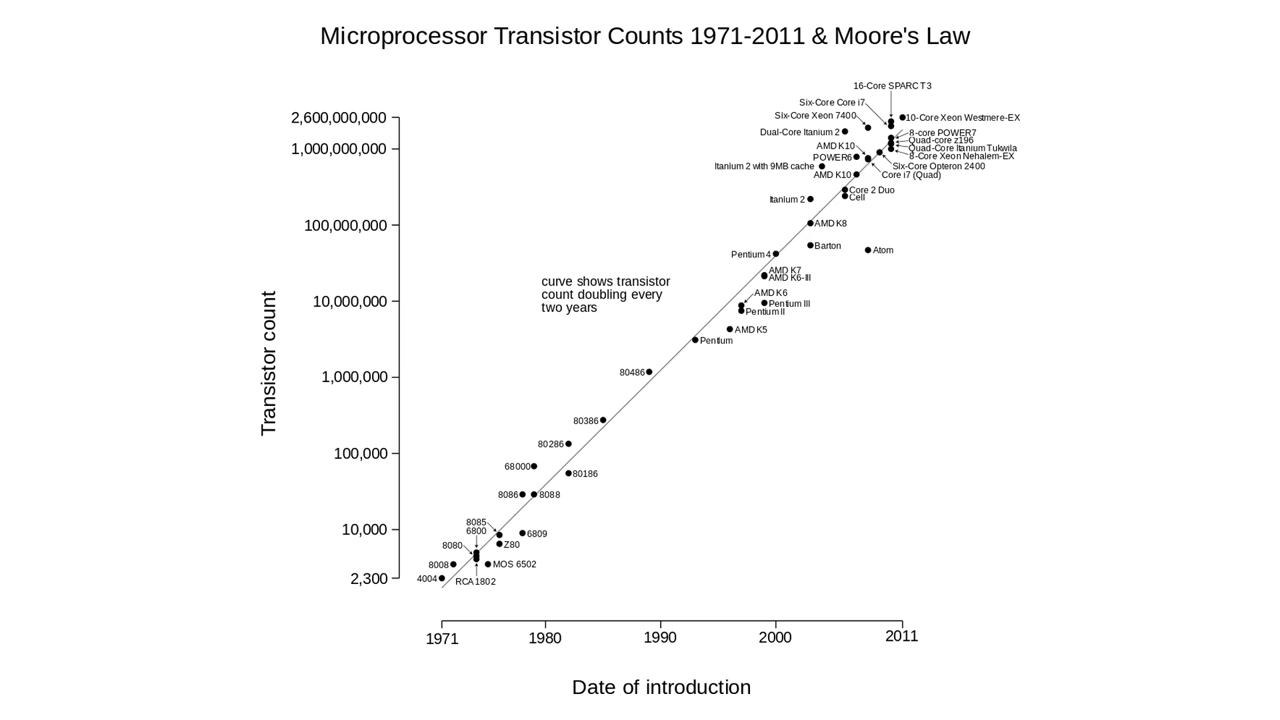 Microprocessor Transistor Counts 1971-2011 & Moore's Law
16-Core SPARC T3
Six-Core Core i7
Six-Core Xeon 7400
10-Core Xeon Westmere-EX
Dual-Core Itanium 2
8-core POWER7
Quad-core z196
Quad-Core Itanium Tukwila
8-Core Xeon Nehalem-EX
AMD K10
POWER6
Itanium 2 with 9MB cache
Six-Core Opteron 2400
AMD K10
Core i7 (Quad)
Core 2 Duo
Cell
Itanium 2
AMD K8
Barton
Atom
Pentium 4
AMD K7
AMD K6-III
curve shows transistor
count doubling every
two years
AMD K6
Pentium III
Pentium II
AMD K5
Pentium
80486
80386
80286
68000
80186
8086
8088
8085
6800
6809
8080
Z80
8008
MOS 6502
4004
RCA 1802
2,600,000,000
1,000,000,000
100,000,000
10,000,000
1,000,000
100,000
10,000
2,300
Transistor count
1971
1980
1990
2000
2011
Date of introduction